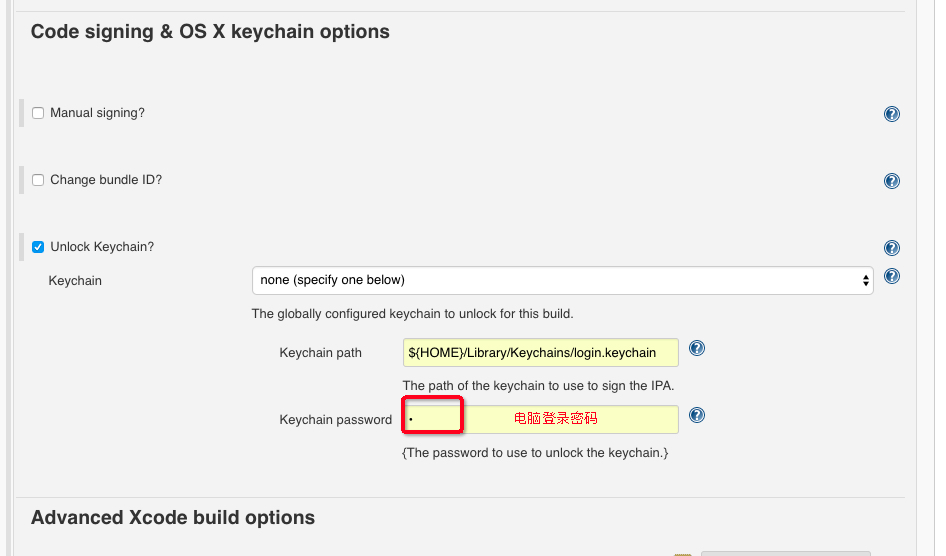 Code signing & OS X keychain options
Manual signing?
Change bundle ID?
Unlock Keychain?
Keychain
none (specify one below)
The globally configured keychain to unlock for this build.
Keychain path
${HOME}/Library/Keychains/login.keychain
The path of the keychain to use to sign the IPA.
Keychain password
• 电脑登录密码
{The password to use to unlock the keychain.}
Advanced Xcode build options